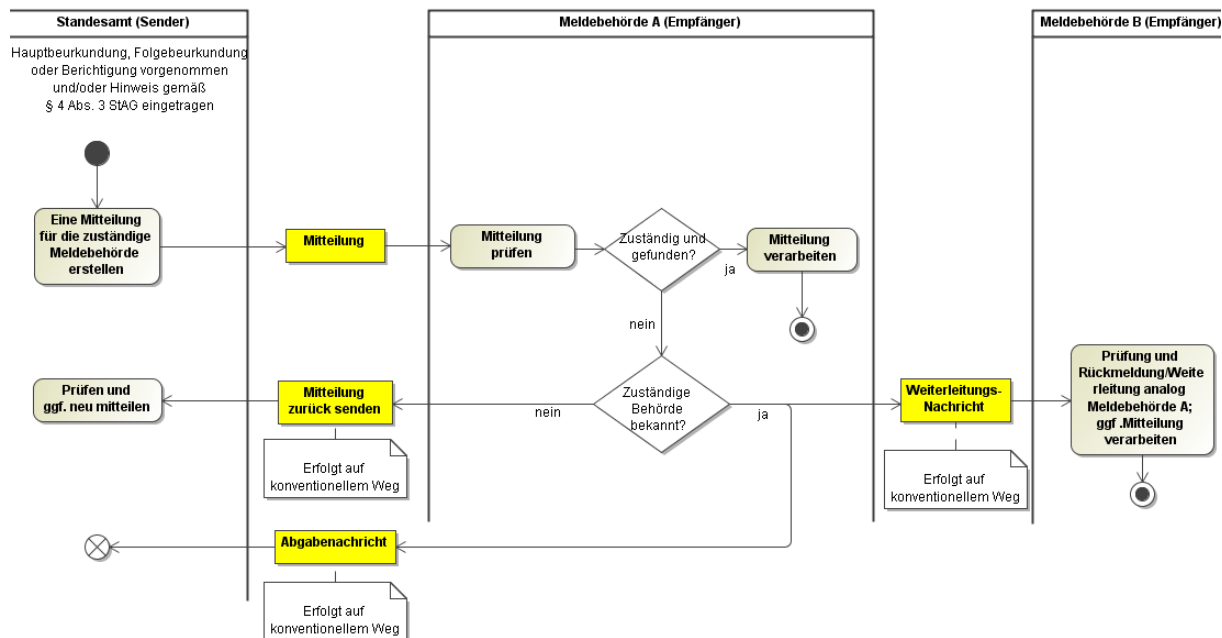 Standesamt (Sender)
Meldebehörde A (Empfänger)
Meldebehörde B (Empfänger)
Hauptbeurkundung, Folgebeurkundung
oder Berichtigung vorgenommen
und/oder Hinweis gemäß
§ 4 Abs. 3 StAG eingetragen
Eine Mitteilung
für die zuständige
Meldebehörde
erstellen
Mitteilung
Mitteilung
prüfen
Zuständig und
gefunden?
ja
Mitteilung
verarbeiten
nein
Prüfen und
ggf. neu mitteilen
Mitteilung
zurück senden
nein
Zuständige
Behörde
bekannt?
ja
Weiterleitungs-
Nachricht
Prüfung und
Rückmeldung/Weite
rleitung analog
Meldebehörde A;
ggf .Mitteilung
verarbeiten
Erfolgt auf
konventionellem Weg
Erfolgt auf
konventionellem Weg
Abgabenachricht
Erfolgt auf
konventionellem Weg